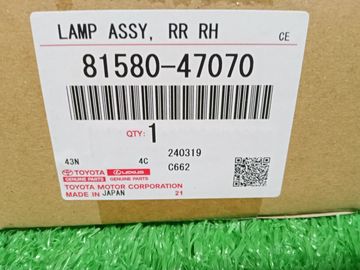 LAMP ASSY, RR RH CE
81580-47070
QTY: 1
43N 4C 240319
C662
TOYOTA LEXUS
GENUINE PARTS GENUINE PARTS
TOYOTA MOTOR CORPORATION
MADE IN JAPAN 21